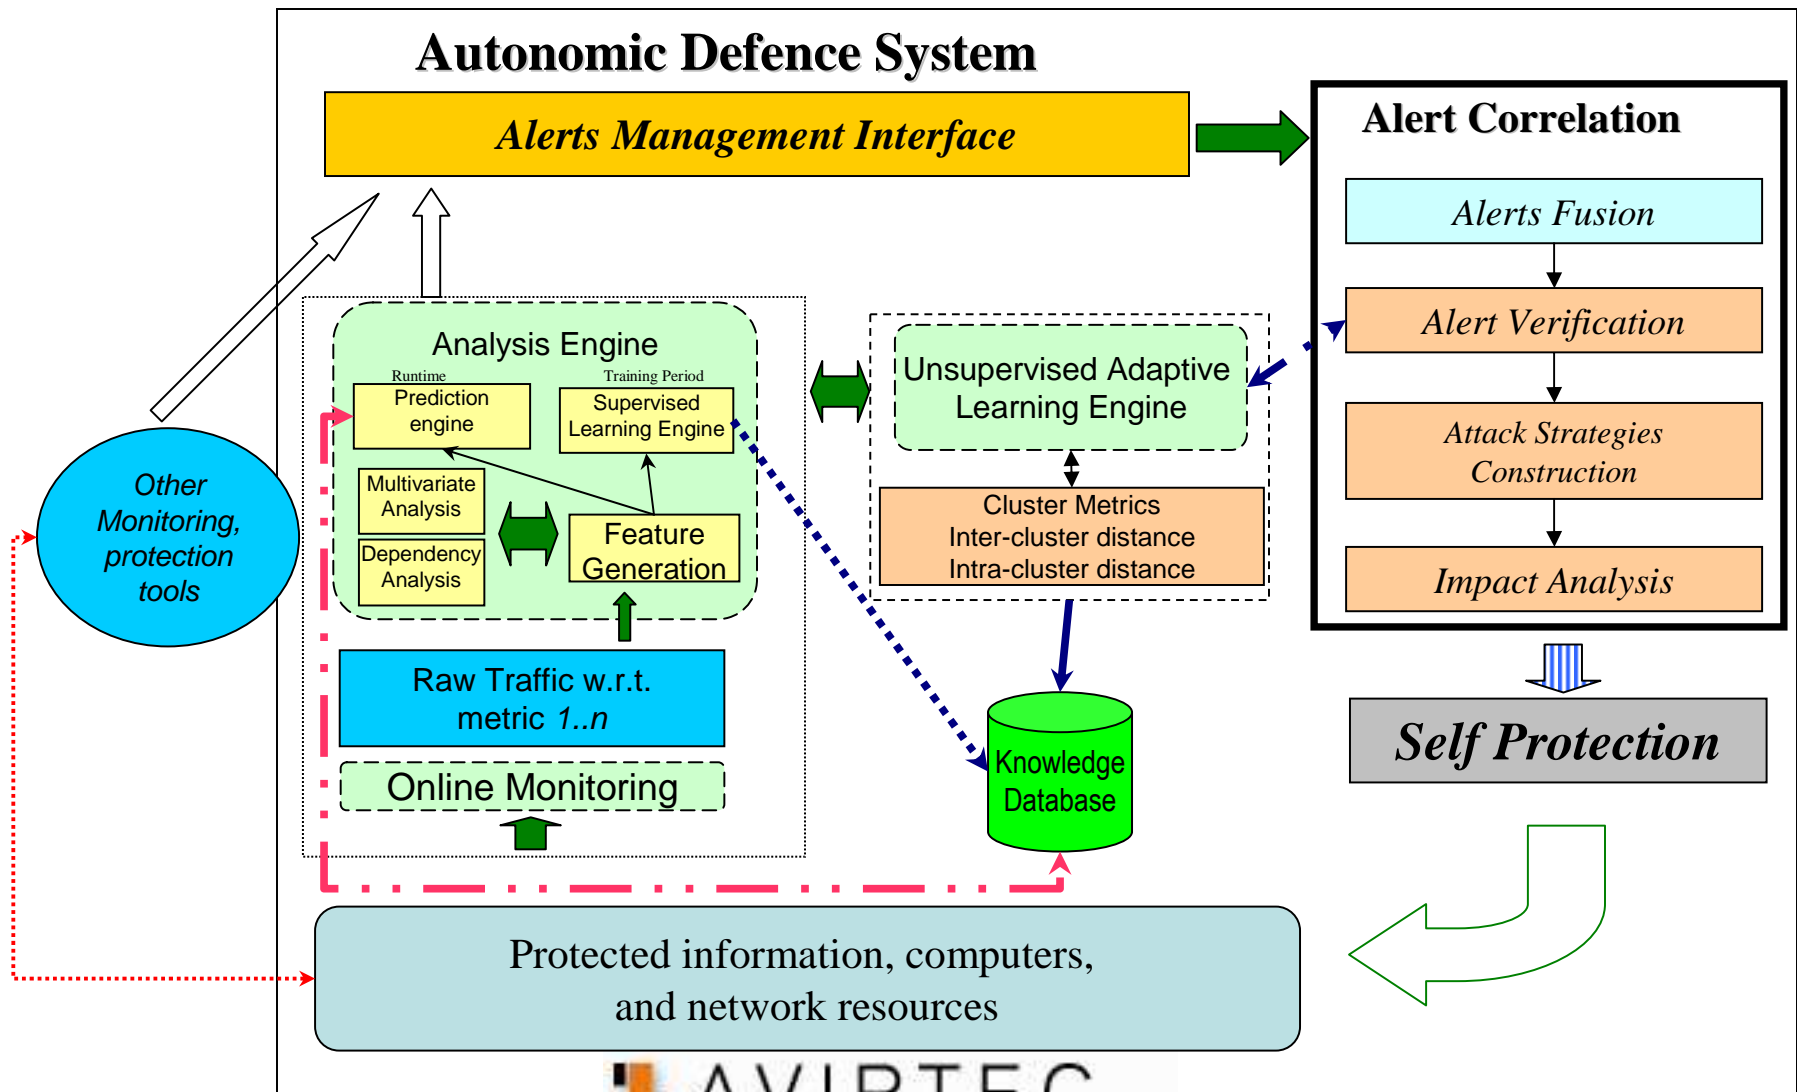 Autonomic Defence System
Alerts Management Interface
Alert Correlation
Alerts Fusion
Alert Verification
Attack Strategies
Construction
Impact Analysis
Self Protection
Analysis Engine
Runtime
Training Period
Prediction
engine
Supervised
Learning Engine
Multivariate
Analysis
Dependency
Analysis
Feature
Generation
Unsupervised Adaptive
Learning Engine
Cluster Metrics
Inter-cluster distance
Intra-cluster distance
Other
Monitoring,
protection
tools
Raw Traffic w.r.t.
metric 1..n
Online Monitoring
Knowledge
Database
Protected information, computers,
and network resources
AVIRTEC